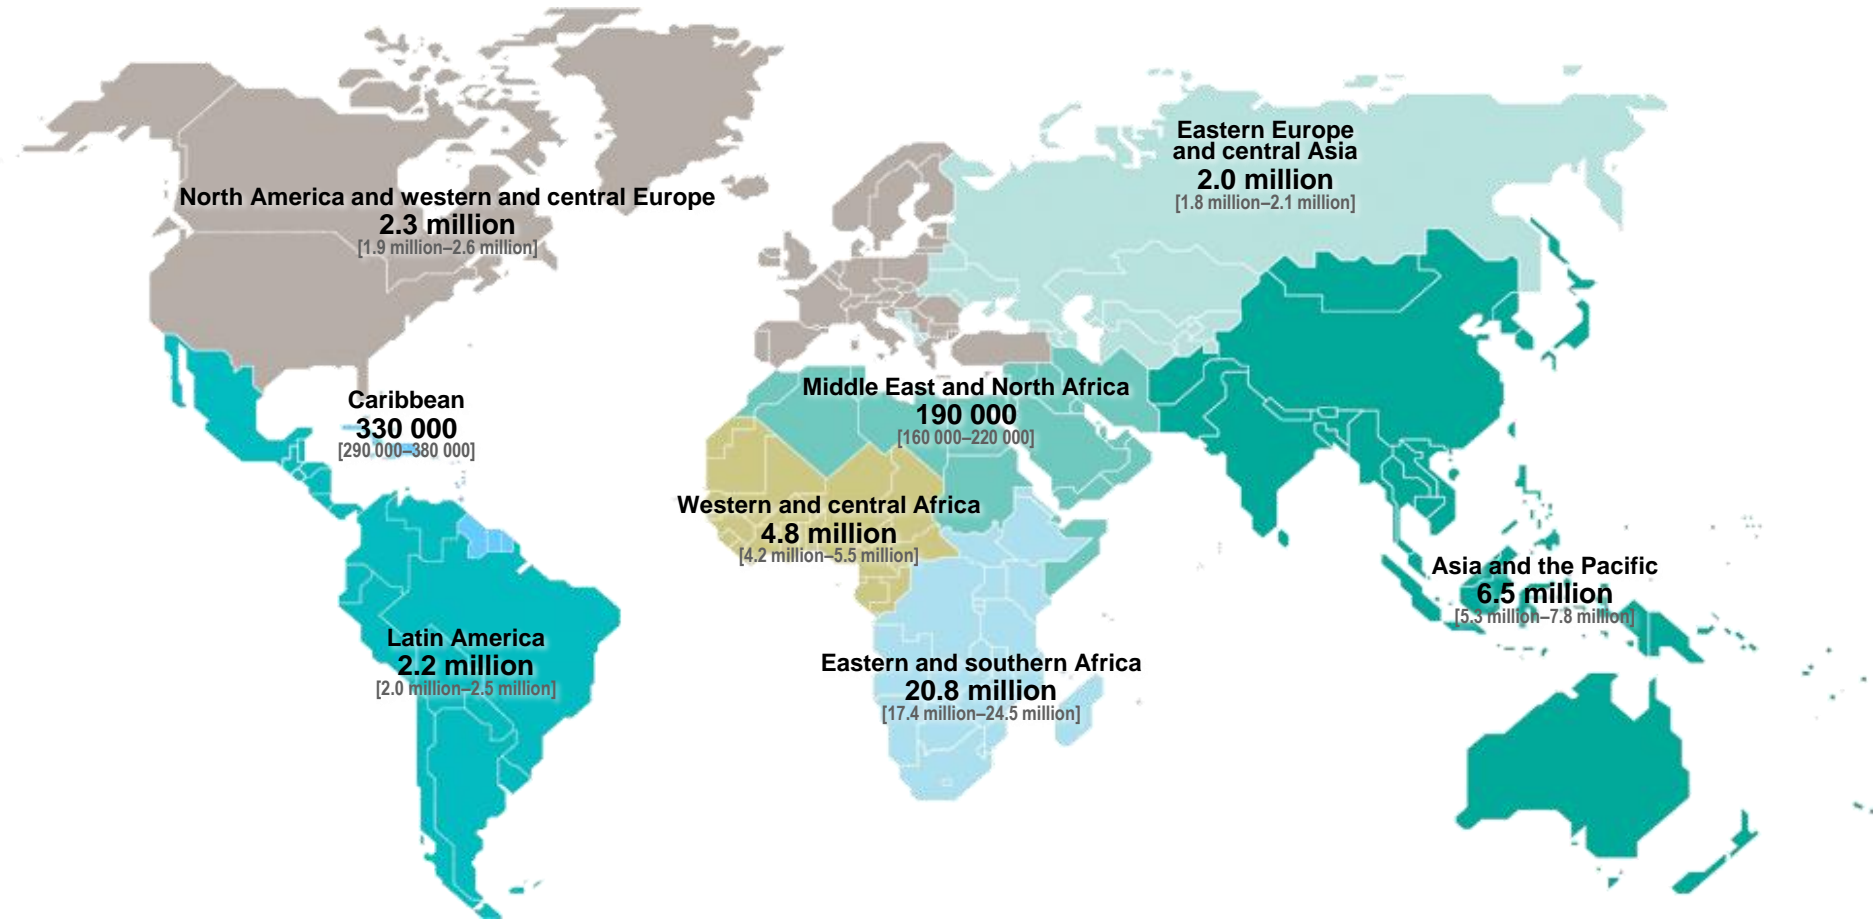 Eastern Europe
and central Asia
2.0 million
[1.8 million–2.1 million]
North America and western and central Europe
2.3 million
[1.9 million–2.6 million]
Middle East and North Africa
190 000
[160 000–220 000]
Caribbean
330 000
[290 000–380 000]
Western and central Africa
4.8 million
[4.2 million–5.5 million]
Asia and the Pacific
6.5 million
[5.3 million–7.8 million]
Latin America
2.2 million
[2.0 million–2.5 million]
Eastern and southern Africa
20.8 million
[17.4 million–24.5 million]